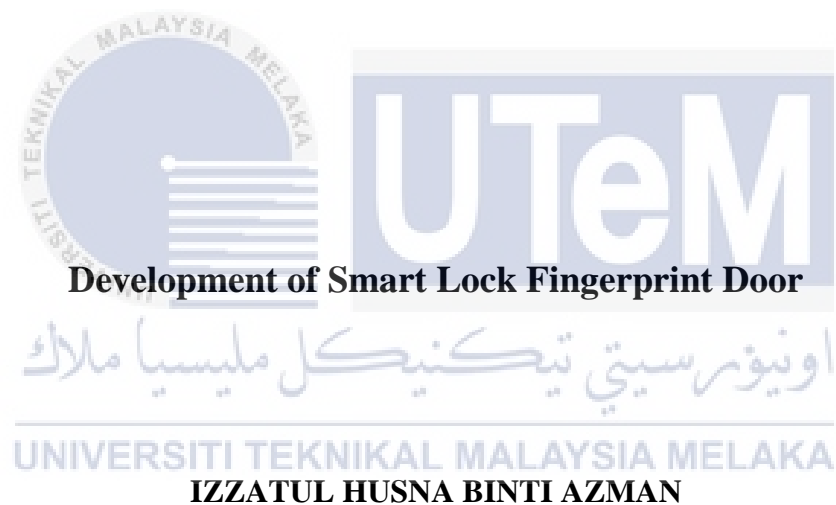 UNIVERSITI TEKNIKAL MALAYSIA MELAKA
UTeM
Development of Smart Lock Fingerprint Door
اونيۏرسيتي تيكنيكل مليسيا ملاك
UNIVERSITI TEKNIKAL MALAYSIA MELAKA
IZZATUL HUSNA BINTI AZMAN